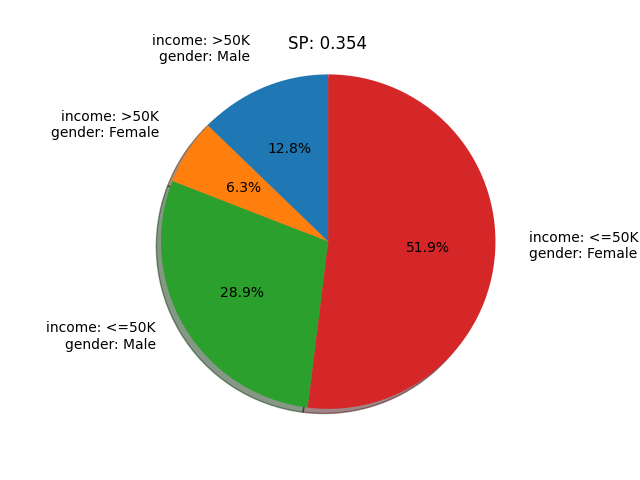 SP: 0.354
income: >50K
gender: Male
12.8%
income: >50K
gender: Female
6.3%
income: <=50K
gender: Male
28.9%
income: <=50K
gender: Female
51.9%